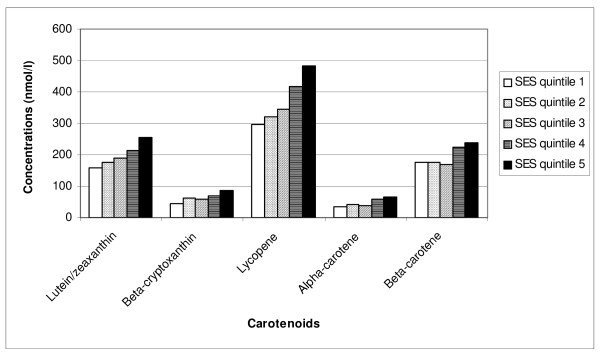 600
500
400
300
200
100
0
Concentrations (nmol/l)
Lutein/zeaxanthin
Beta-cryptoxanthin
Lycopene
Alpha-carotene
Beta-carotene
Carotenoids
SES quintile 1
SES quintile 2
SES quintile 3
SES quintile 4
SES quintile 5